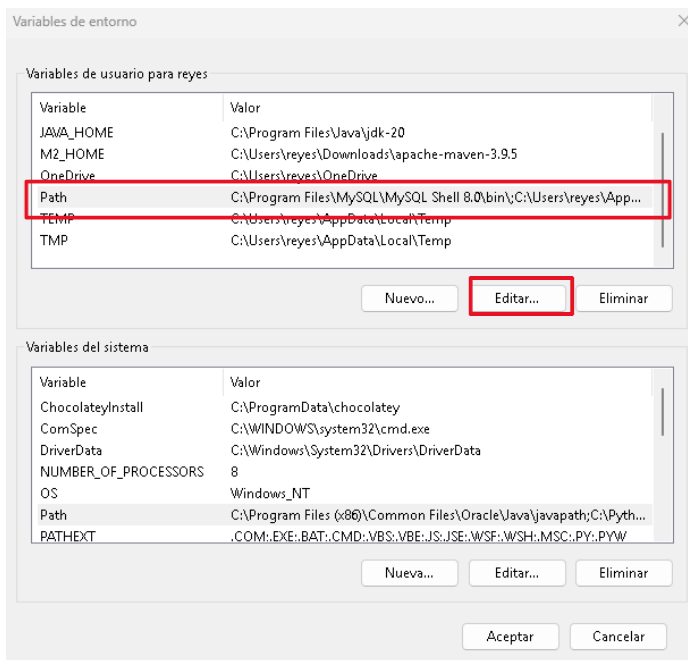 Variables de entorno
Variables de usuario para reyes
Variable Valor
JAVA_HOME C:\Program Files\Java\jdk-20
M2_HOME C:\Users\reyes\Downloads\apache-maven-3.9.5
OneDrive C:\Users\reyes\OneDrive
Path C:\Program Files\MySQL\MySQL Shell 8.0\bin\;C:\Users\reyes\App...
TEMP C:\Users\reyes\AppData\Local\Temp
TMP C:\Users\reyes\AppData\Local\Temp
Nuevo... Editar... Eliminar
Variables del sistema
Variable Valor
ChocolateyInstall C:\ProgramData\chocolatey
ComSpec C:\WINDOWS\system32\cmd.exe
DriverData C:\Windows\System32\Drivers\DriverData
NUMBER_OF_PROCESSORS 8
OS Windows_NT
Path C:\Program Files (x86)\Common Files\Oracle\Java\javapath;C:\Pyth...
PATHEXT .COM;.EXE;.BAT;.CMD;.VBS;.VBE;.JS;.JSE;.WSF;.WSH;.MSC;.PY;.PYW
Nueva... Editar... Eliminar
Aceptar Cancelar